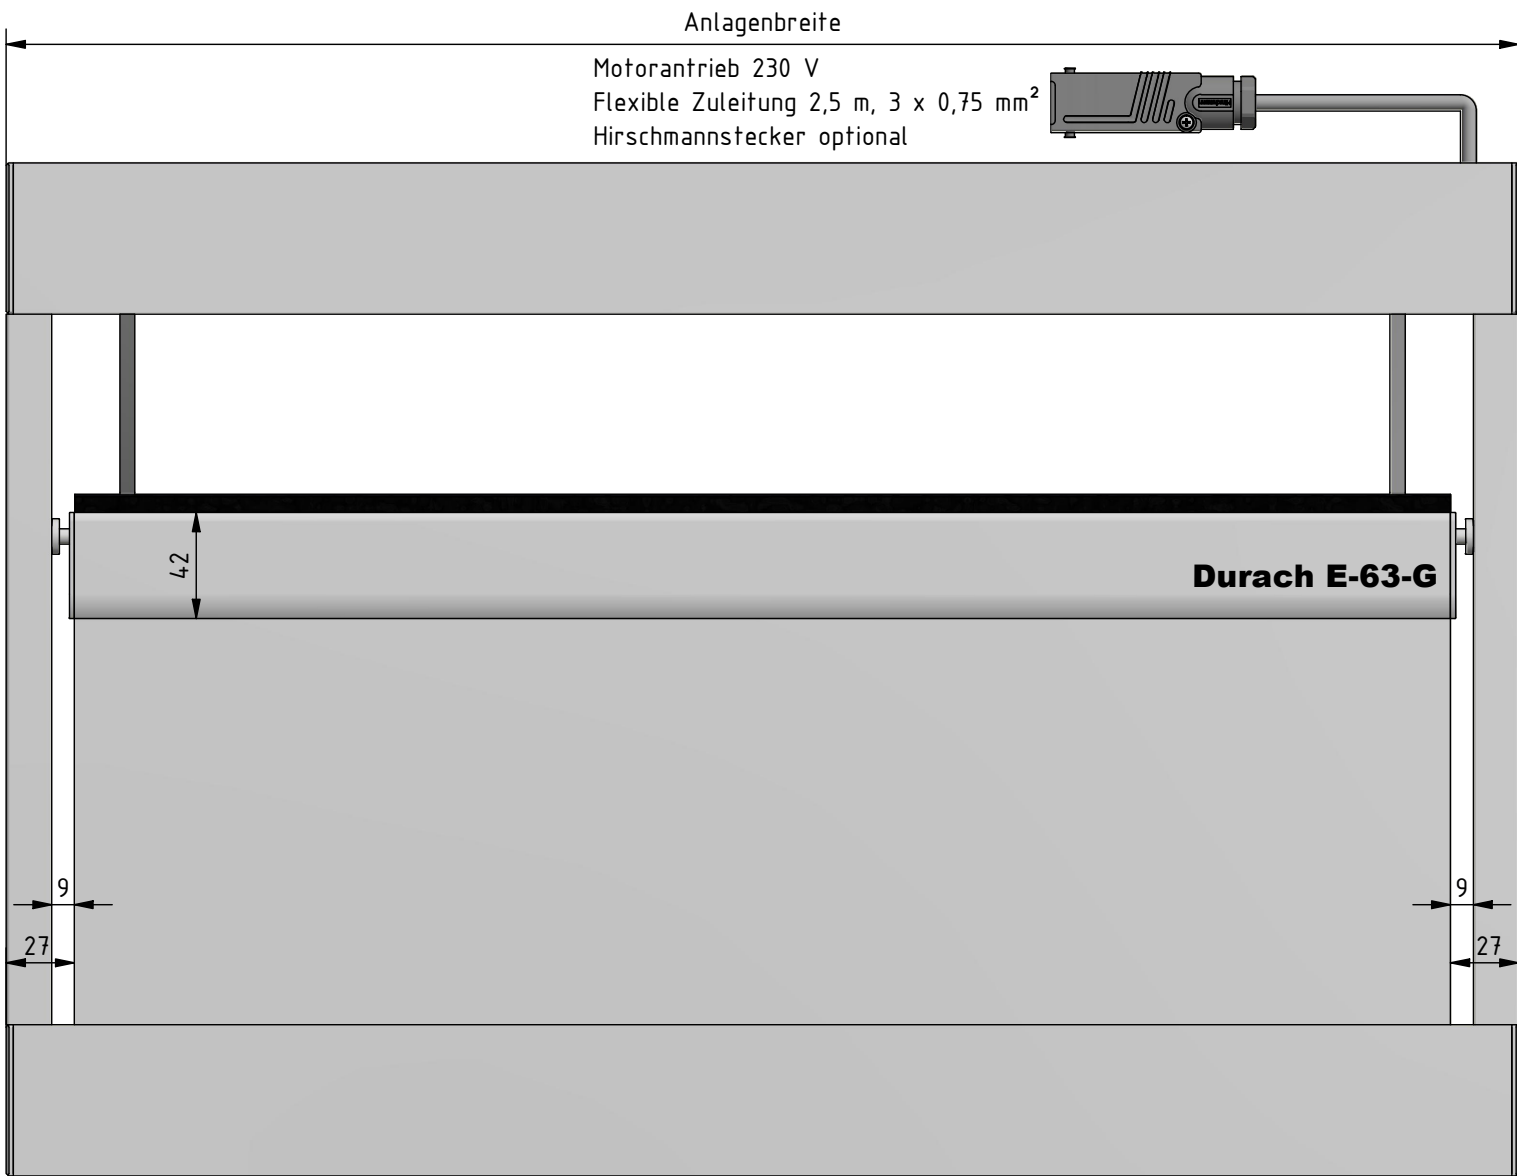 Anlagenbreite
Motorantrieb 230 V
Flexible Zuleitung 2,5 m, 3 x 0,75 mm²
Hirschmannstecker optional
42
Durach E-63-G
9
9
27
27